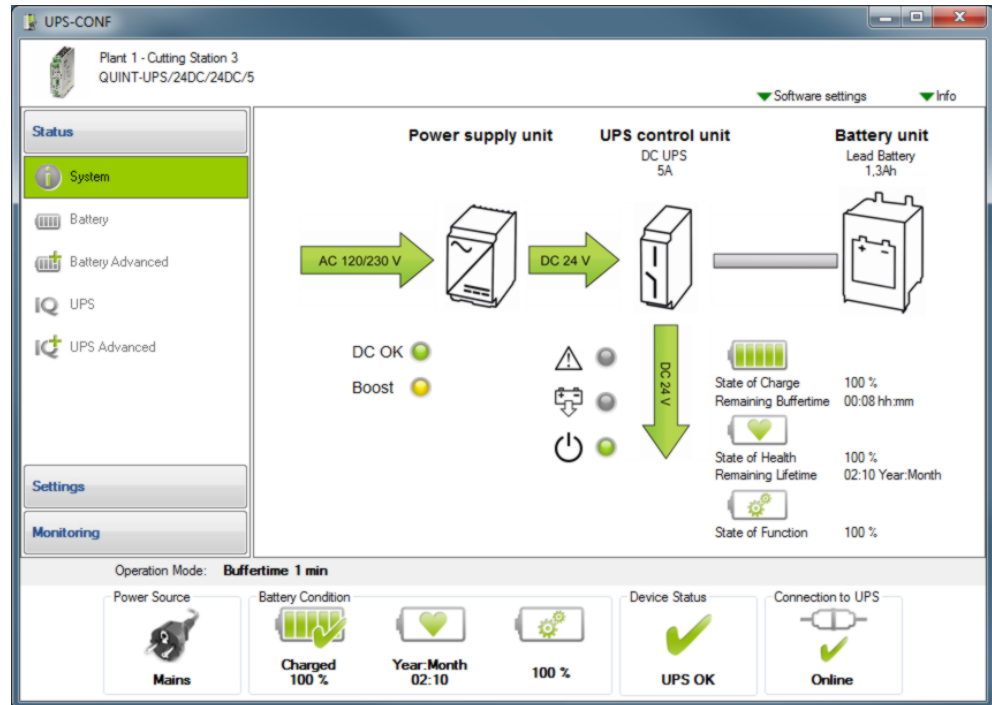 UPS-CONF
Plant 1 - Cutting Station 3
QUINT-UPS/24DC/24DC/5
Software settings
Info
Status
System
Battery
Battery Advanced
IQ UPS
IQ UPS Advanced
Settings
Monitoring
Power supply unit
UPS control unit
DC UPS
5A
Battery unit
Lead Battery
1,3Ah
AC 120/230 V
DC 24 V
DC OK
Boost
DC 24 V
State of Charge 100 %
Remaining Buffertime 00:08 hh:mm
State of Health 100 %
Remaining Lifetime 02:10 Year:Month
State of Function 100 %
Operation Mode: Buffertime 1 min
Power Source
Mains
Battery Condition
Charged
100 %
Year:Month
02:10
100 %
Device Status
UPS OK
Connection to UPS
Online